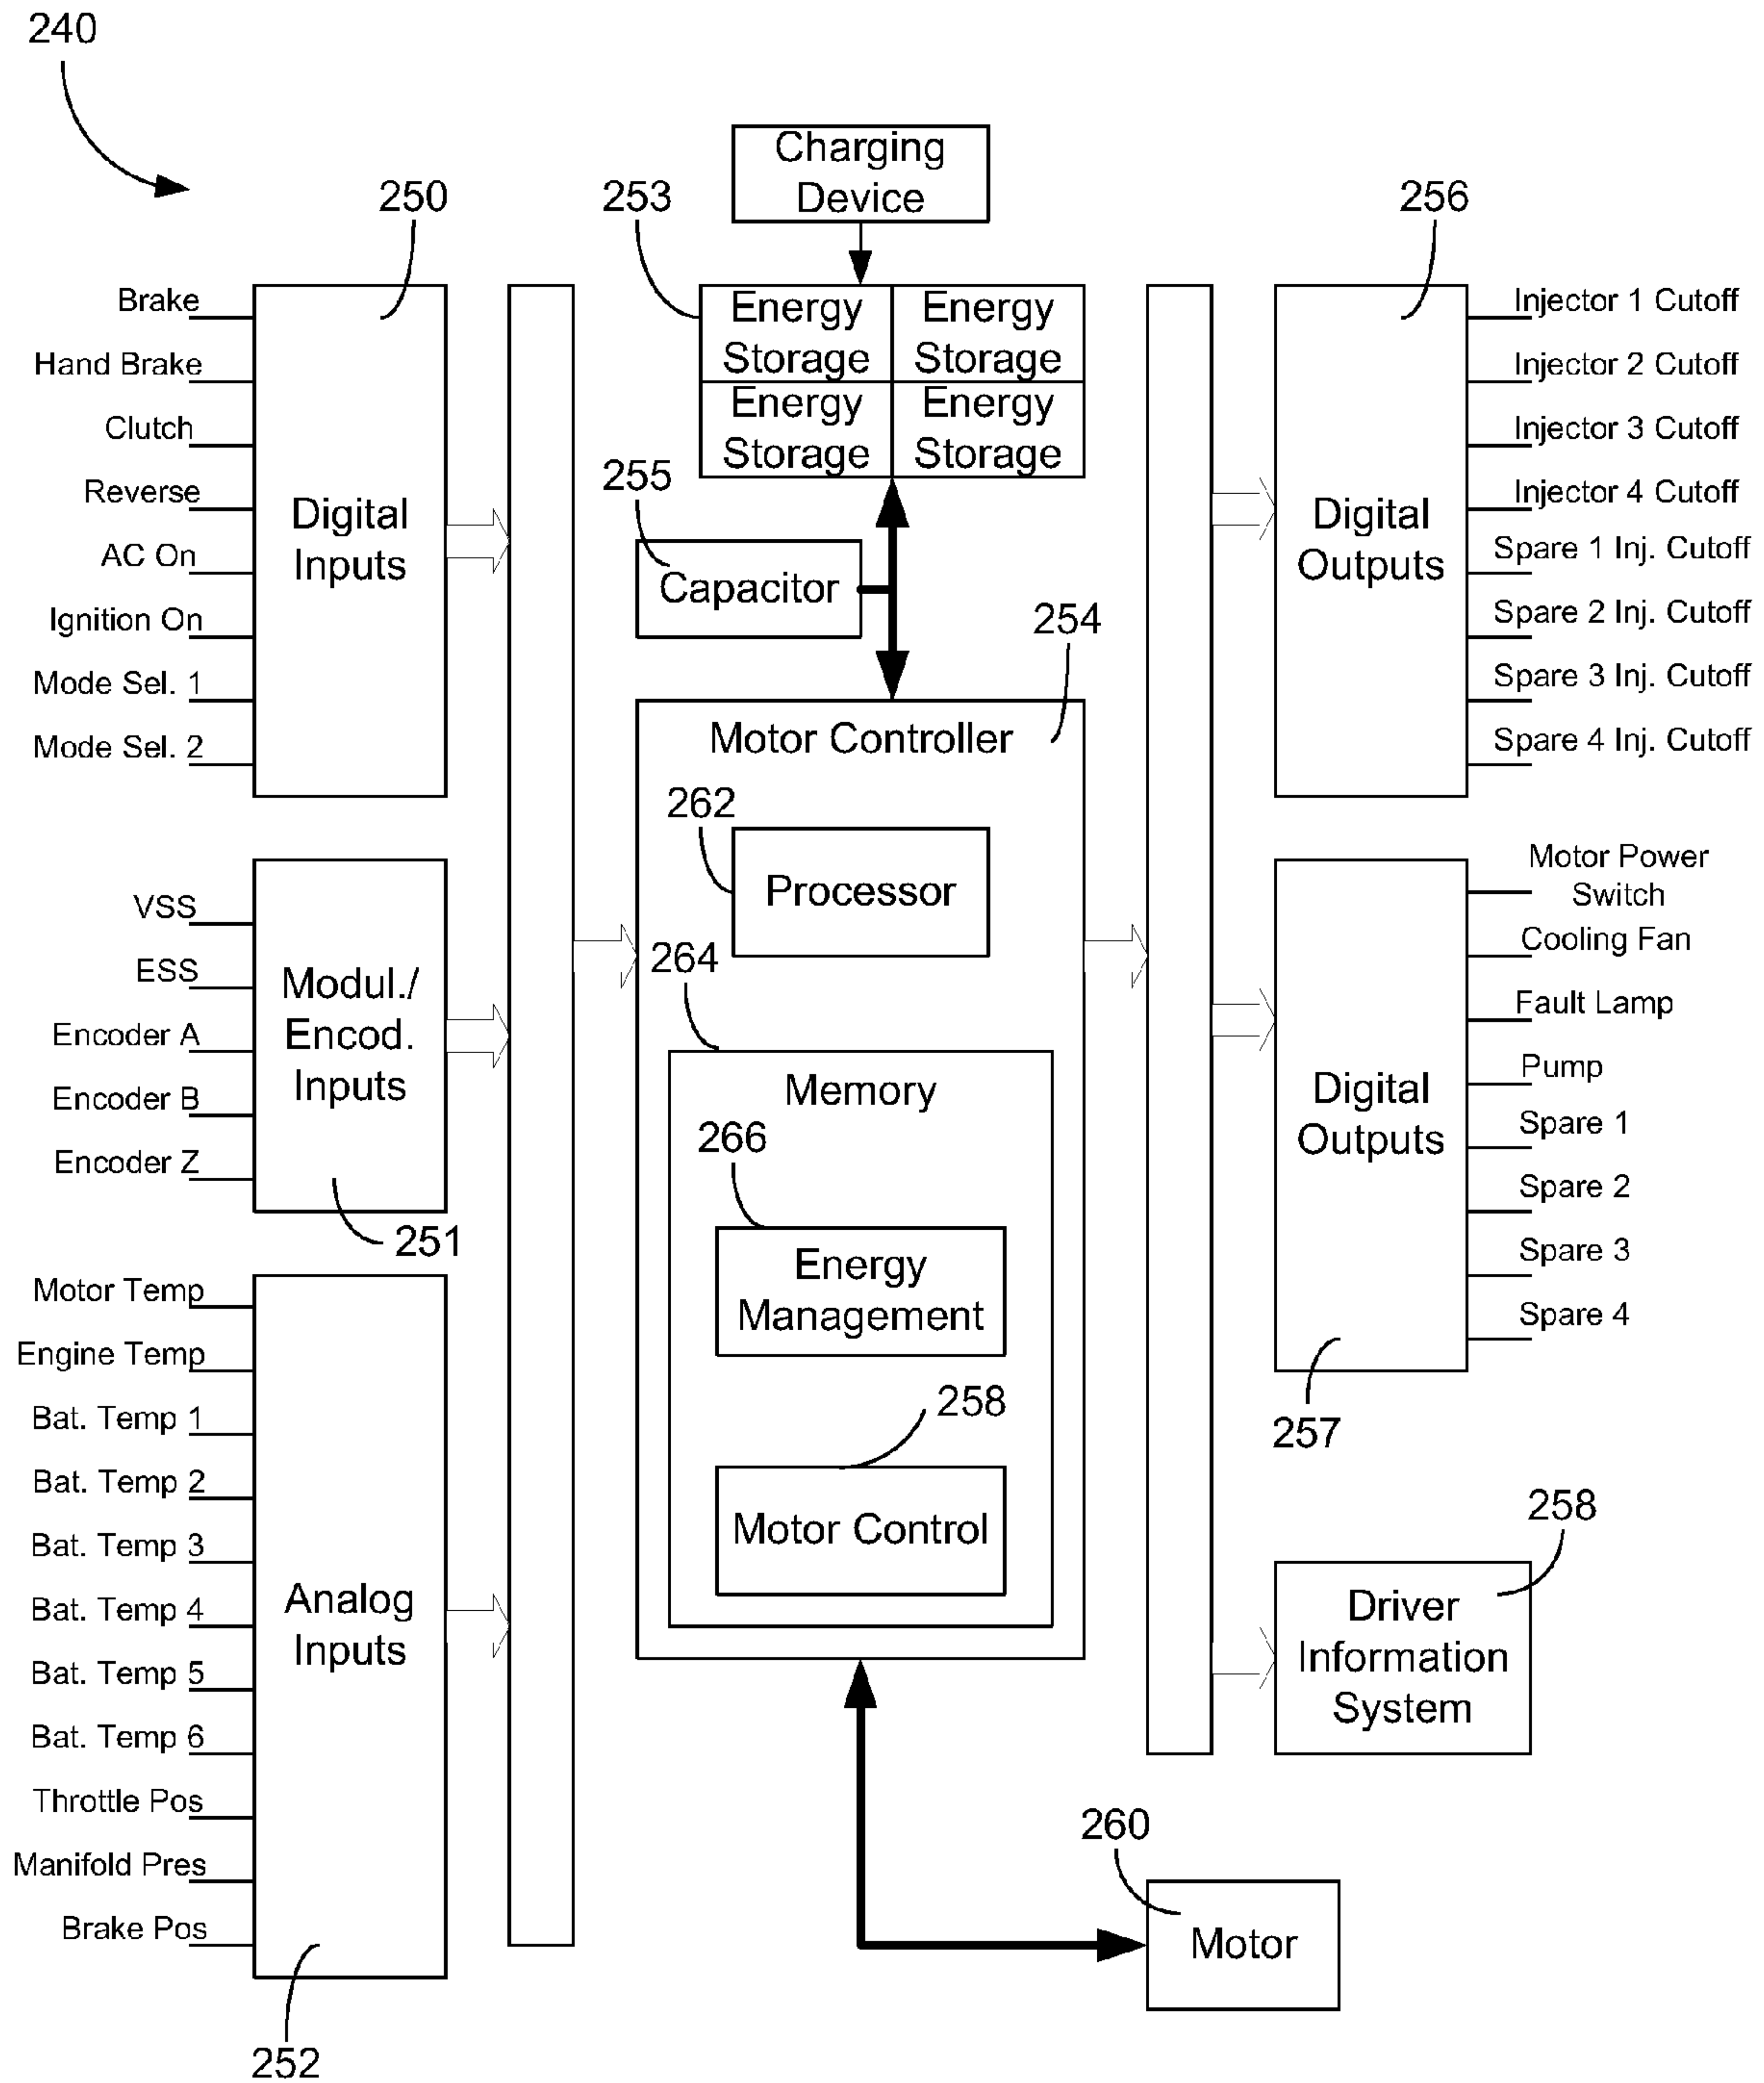 240
Charging
Device
250
253
256
Brake
Hand Brake
Clutch
Reverse
AC On
Ignition On
Mode Sel. 1
Mode Sel. 2
Digital
Inputs
Energy
Storage
Energy
Storage
Energy
Storage
Energy
Storage
255
Capacitor
254
Digital
Outputs
Injector 1 Cutoff
Injector 2 Cutoff
Injector 3 Cutoff
Injector 4 Cutoff
Spare 1 Inj. Cutoff
Spare 2 Inj. Cutoff
Spare 3 Inj. Cutoff
Spare 4 Inj. Cutoff
Motor Controller
262
Processor
264
Memory
266
Energy
Management
258
Motor Control
VSS
ESS
Encoder A
Encoder B
Encoder Z
Modul./
Encod.
Inputs
251
Digital
Outputs
Motor Power
Switch
Cooling Fan
Fault Lamp
Pump
Spare 1
Spare 2
Spare 3
Spare 4
257
Motor Temp
Engine Temp
Bat. Temp 1
Bat. Temp 2
Bat. Temp 3
Bat. Temp 4
Bat. Temp 5
Bat. Temp 6
Throttle Pos
Manifold Pres
Brake Pos
Analog
Inputs
252
258
Driver
Information
System
260
Motor